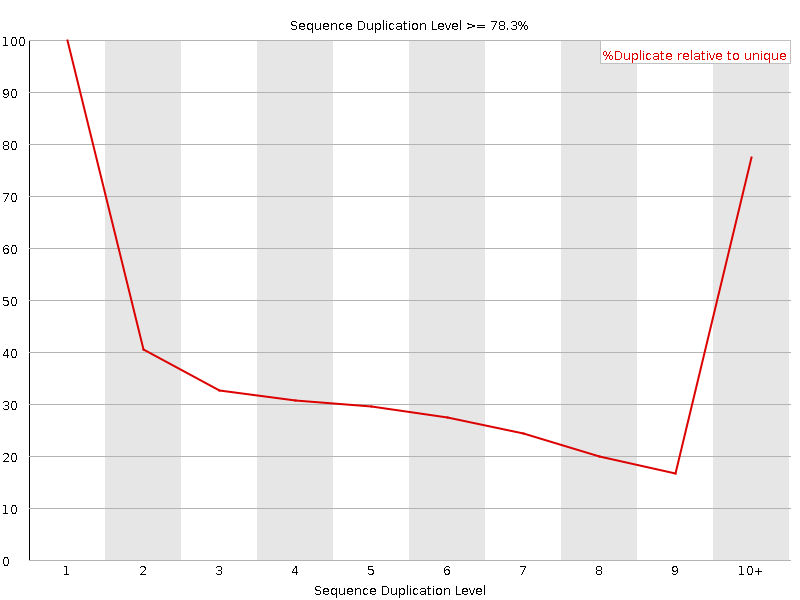 Sequence Duplication Level >= 78.3%
%Duplicate relative to unique
100
90
80
70
60
50
40
30
20
10
0
1 2 3 4 5 6 7 8 9 10+
Sequence Duplication Level